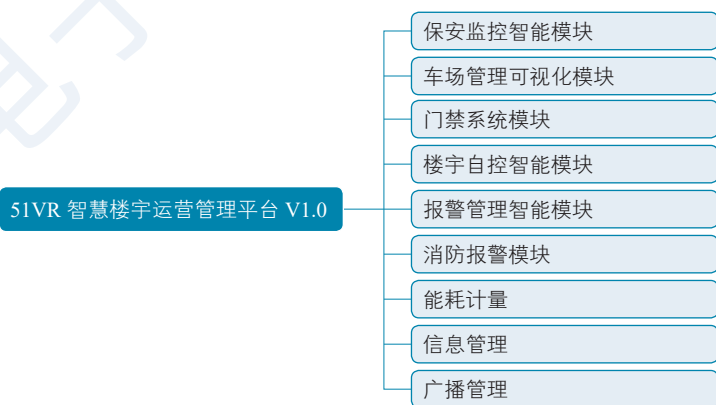 保安监控智能模块
车场管理可视化模块
门禁系统模块
楼宇自控智能模块
51VR 智慧楼宇运营管理平台 V1.0
报警管理智能模块
消防报警模块
能耗计量
信息管理
广播管理